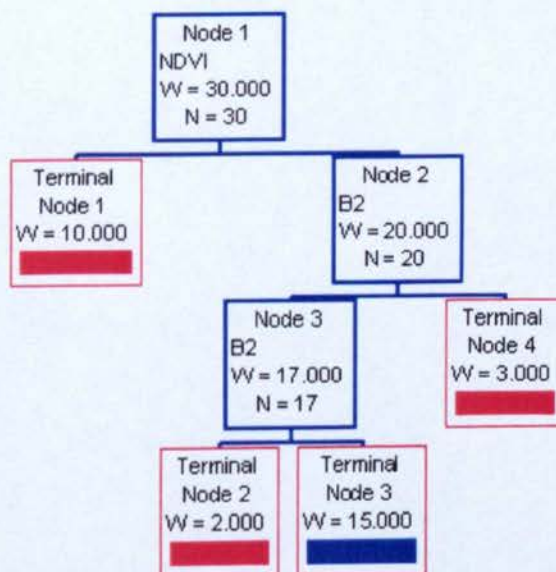 Node 1
NDVI
W = 30.000
N = 30
Terminal
Node 1
W = 10.000
Node 2
B2
W = 20.000
N = 20
Node 3
B2
W = 17.000
N = 17
Terminal
Node 4
W = 3.000
Terminal
Node 2
W = 2.000
Terminal
Node 3
W = 15.000